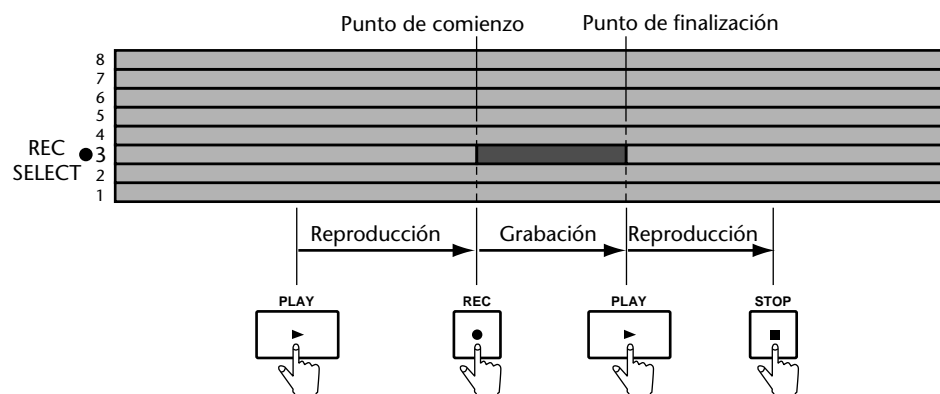 Punto de comienzo Punto de finalización
8
7
6
5
4
REC SELECT 3
2
1
Reproducción Grabación Reproducción
PLAY REC PLAY STOP